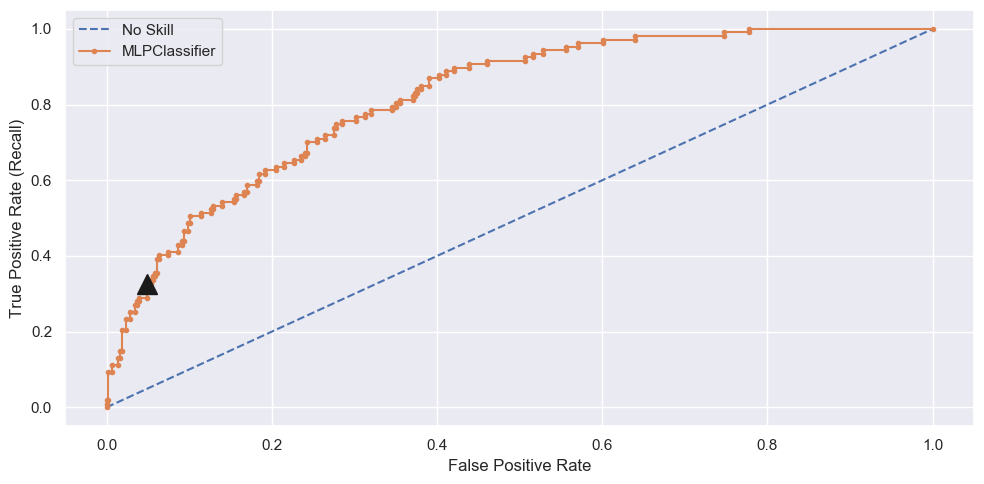 No Skill
MLPClassifier
True Positive Rate (Recall)
1.0
0.8
0.6
0.4
0.2
0.0
0.0 0.2 0.4 0.6 0.8 1.0
False Positive Rate